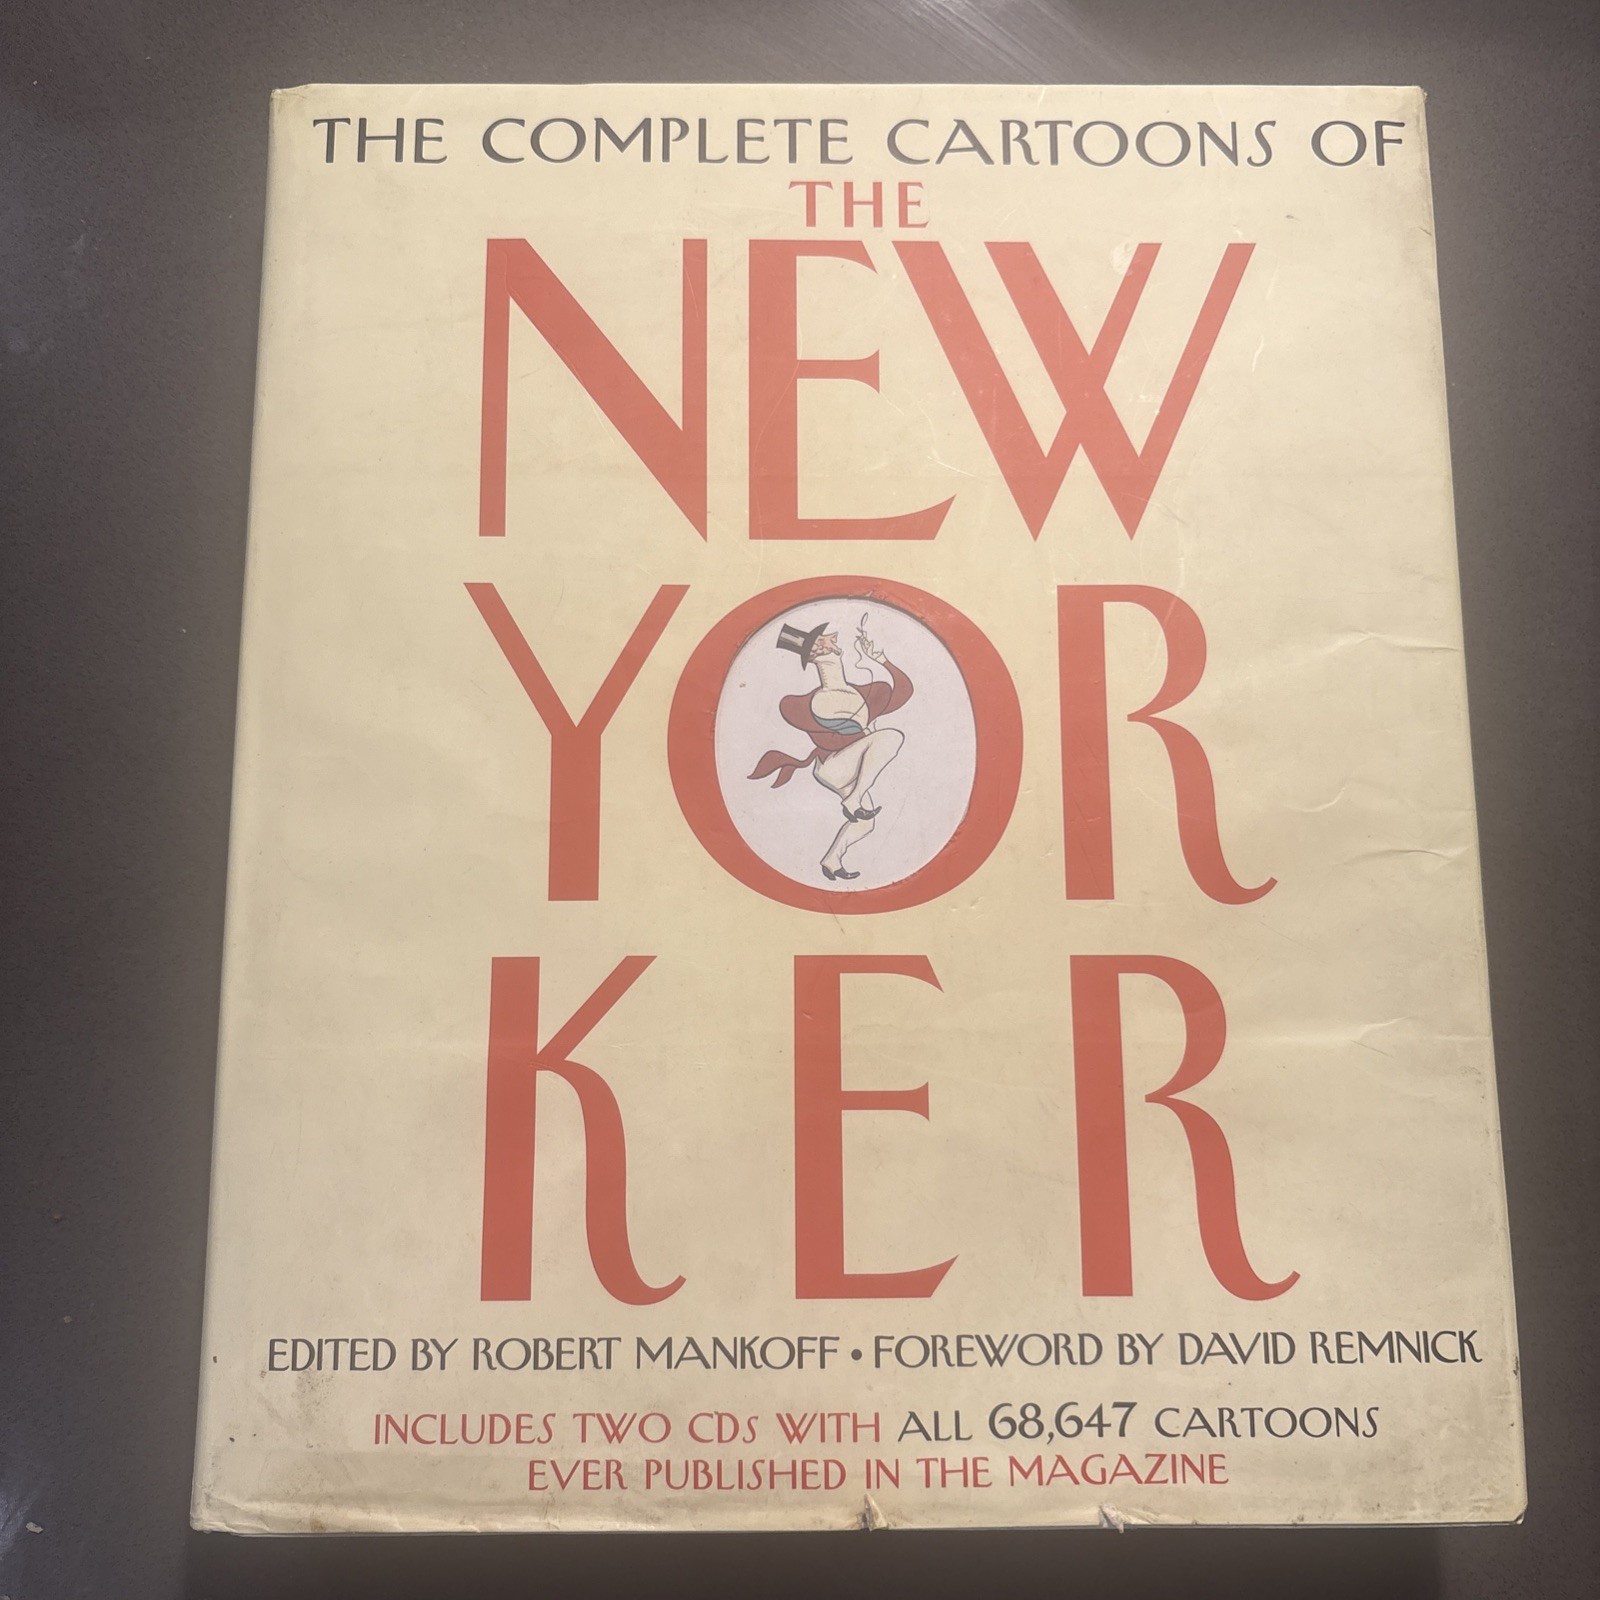 THE COMPLETE CARTOONS OF
THE
NEW
YOR
KER
EDITED BY ROBERT MANKOFF • FOREWORD BY DAVID REMNICK
INCLUDES TWO CDs WITH ALL 68,647 CARTOONS
EVER PUBLISHED IN THE MAGAZINE